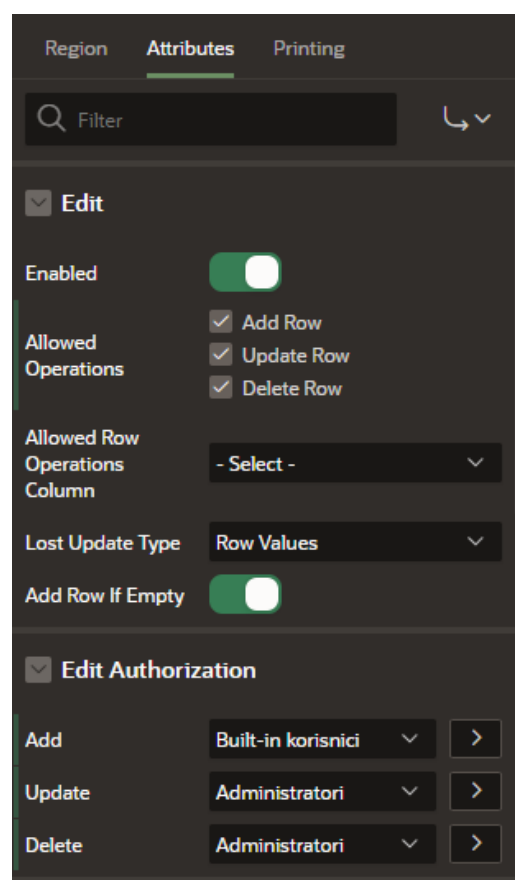 Region Attributes Printing
Filter
Edit
Enabled
Allowed
Operations
Add Row
Update Row
Delete Row
Allowed Row
Operations
Column
- Select -
Lost Update Type Row Values
Add Row If Empty
Edit Authorization
Add Built-in korisnici
Update Administratori
Delete Administratori